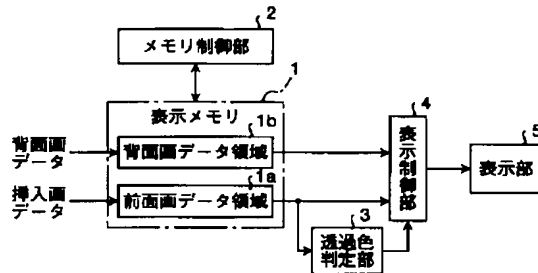 2
メモリ制御部
1
表示メモリ
1b
背面画
データ
背面画データ領域
1a
挿入画
データ
前面画データ領域
3
透過色
判定部
4
表示制御部
5
表示部